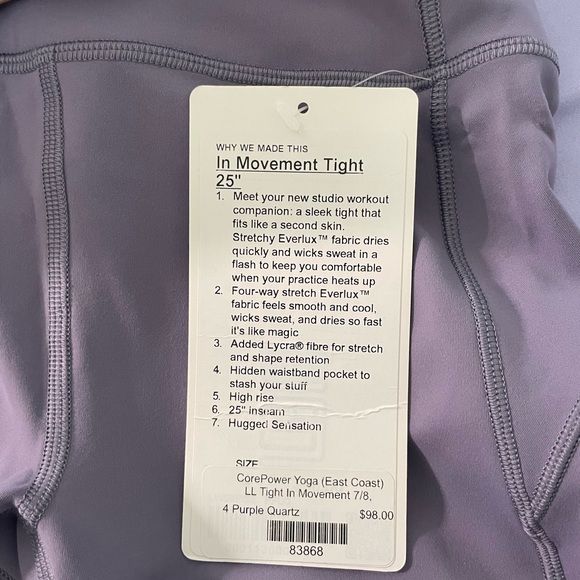 WHY WE MADE THIS
In Movement Tight
25"
1. Meet your new studio workout
companion: a sleek tight that
fits like a second skin.
Stretchy Everlux™ fabric dries
quickly and wicks sweat in a
flash to keep you comfortable
when your practice heats up
2. Four-way stretch Everlux™
fabric feels smooth and cool,
wicks sweat, and dries so fast
it's like magic
3. Added Lycra® fibre for stretch
and shape retention
4. Hidden waistband pocket to
stash your stuff
5. High rise
6. 25" inseam
7. Hugged Sensation
SIZE
CorePower Yoga (East Coast)
LL Tight In Movement 7/8,
4 Purple Quartz $98.00
83868